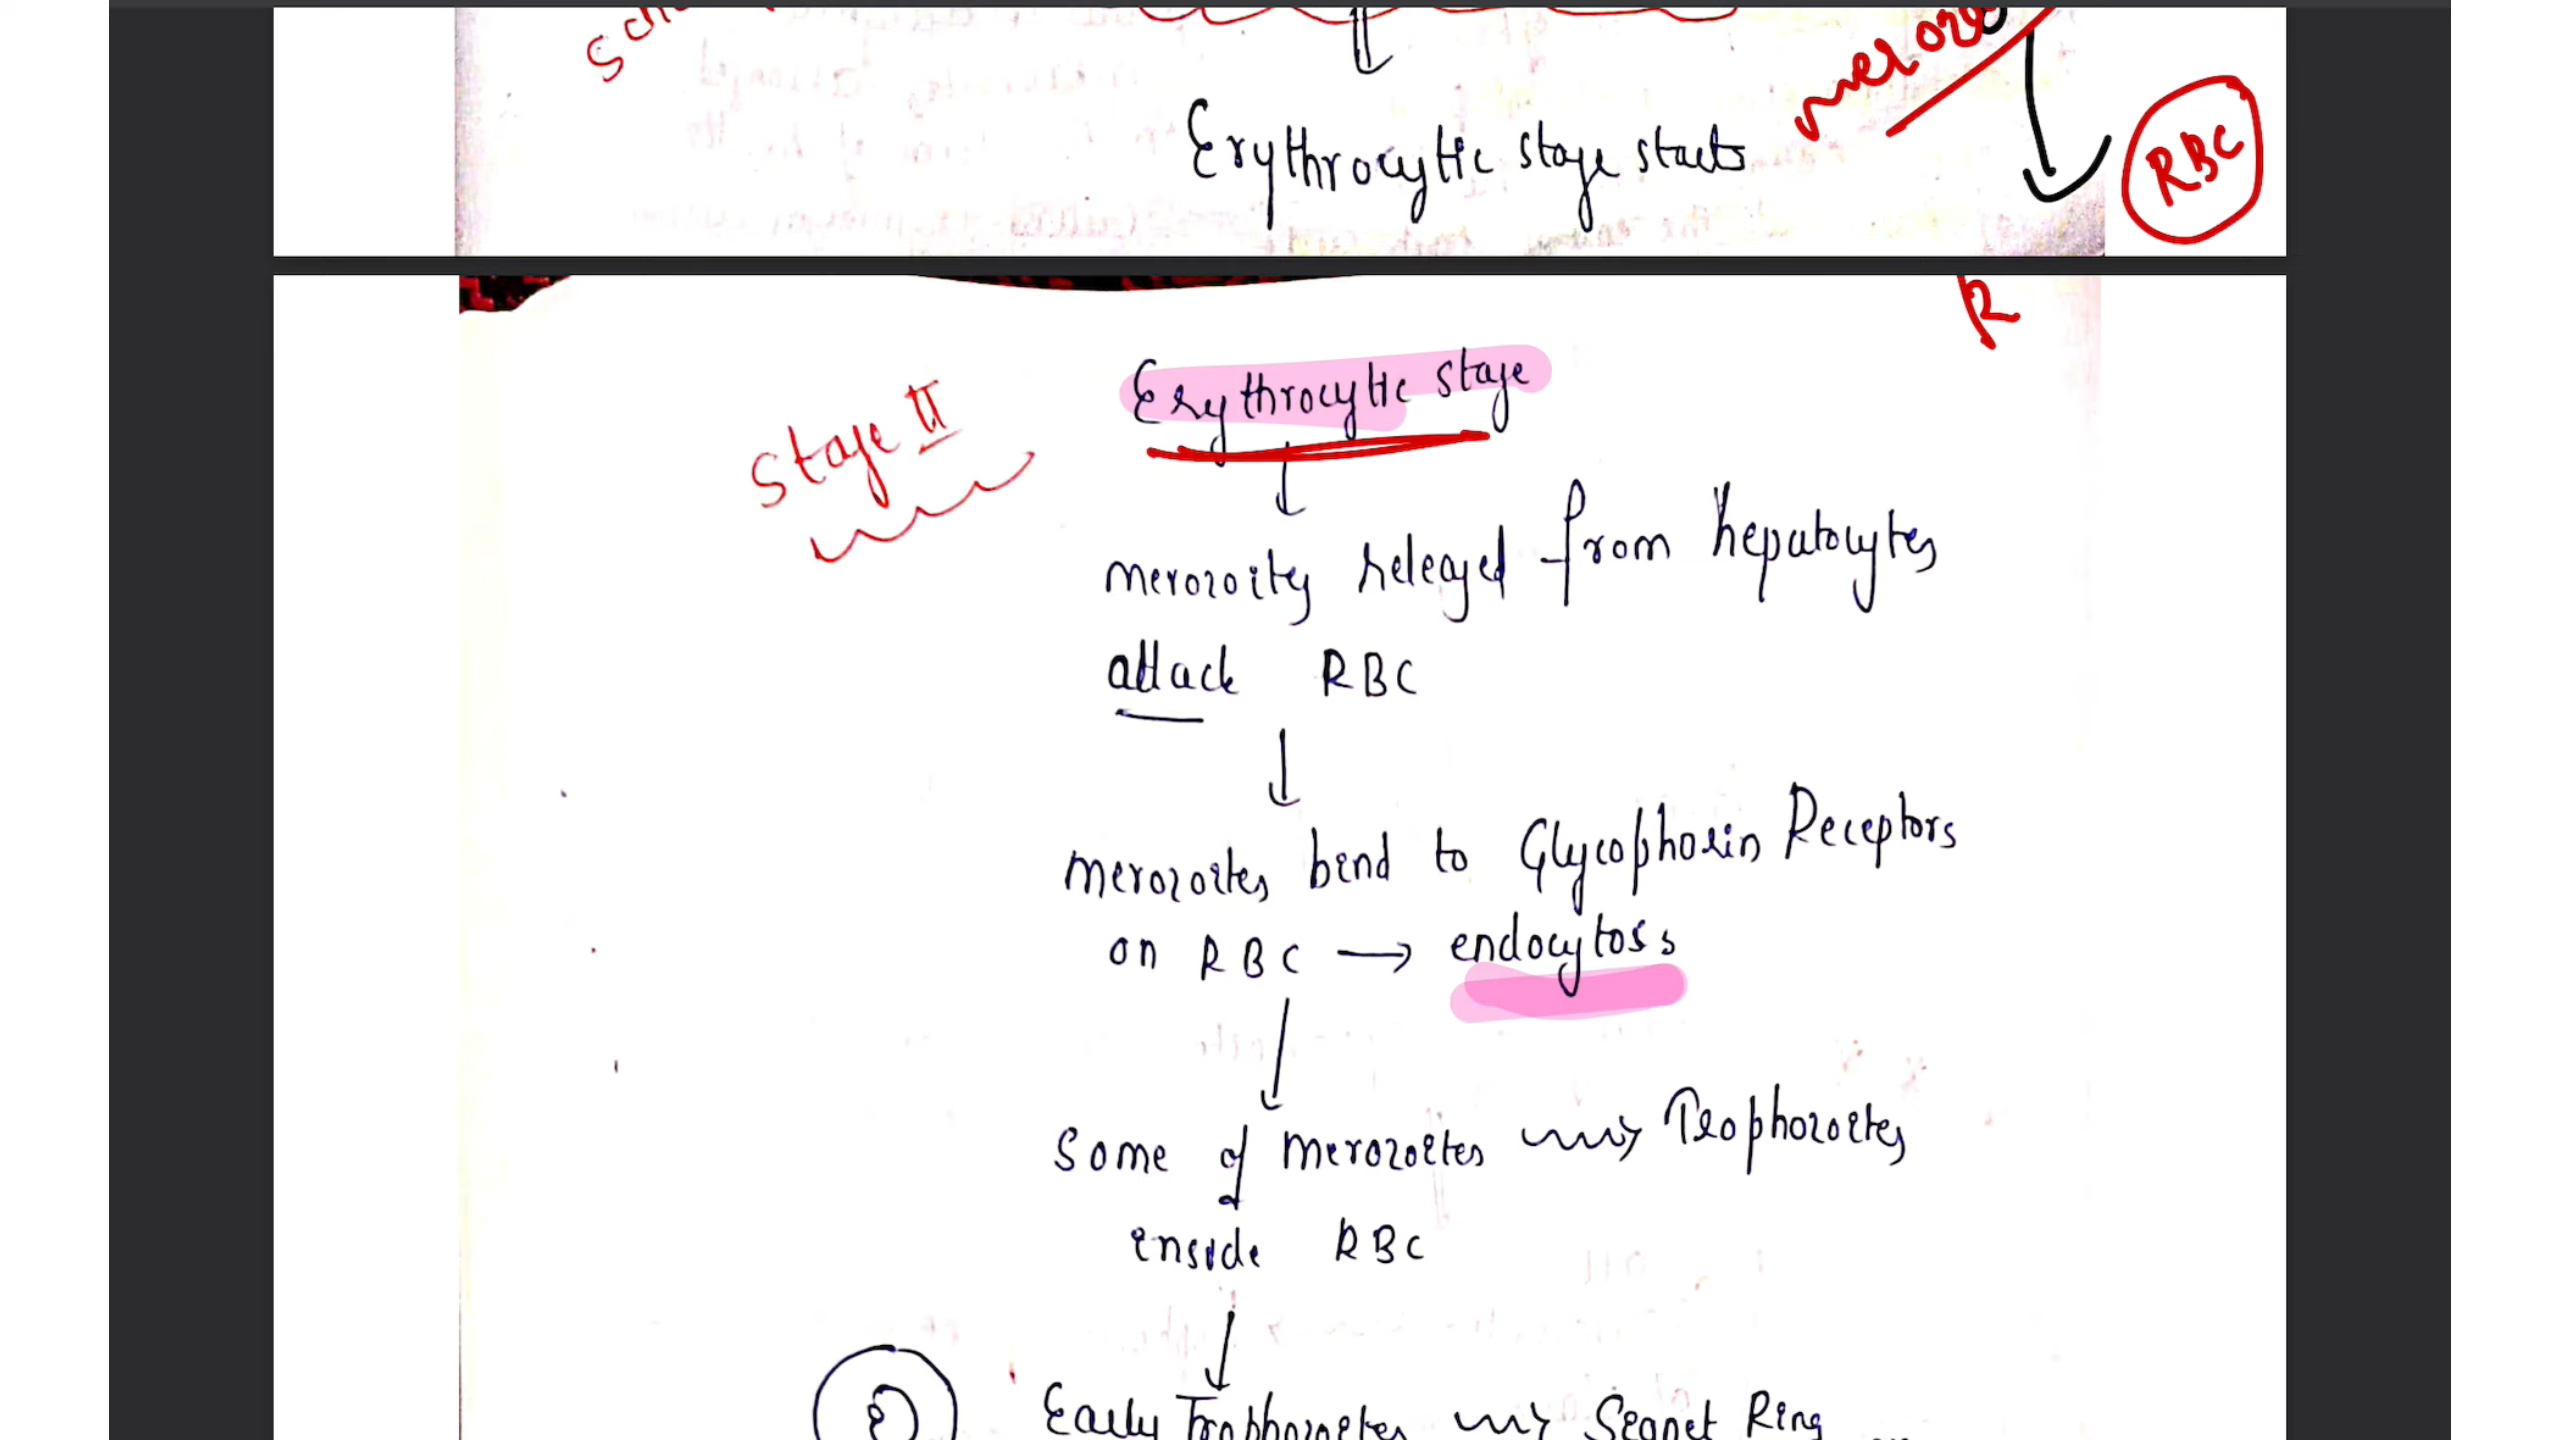 Erythrocytic stage starts
RBC
R
Stage II
Erythrocytic stage
merozoites released from hepatocytes
attack RBC
merozoites bind to Glycophorin Receptors
on RBC → endocytosis
Some of merozoites → Trophozoites
inside RBC
Early Trophozoites → Signet Ring